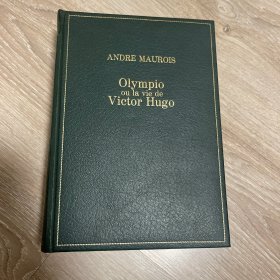 ANDRE MAUROIS
Olympio
ou la vie de
Victor Hugo